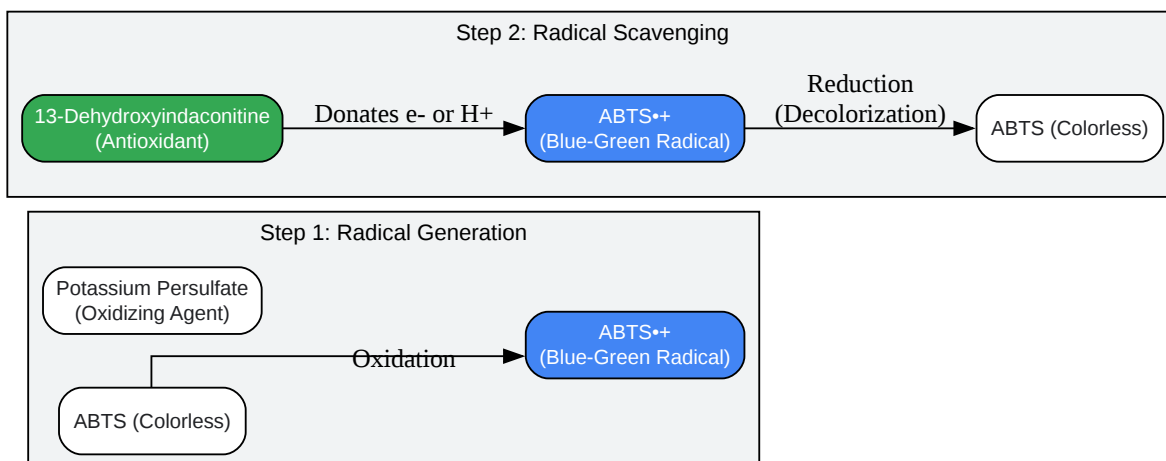 Step 2: Radical Scavenging
13-Dehydroxyindaconitine
(Antioxidant)
Donates e- or H+
ABTS•+
(Blue-Green Radical)
Reduction
(Decolorization)
ABTS (Colorless)
Step 1: Radical Generation
Potassium Persulfate
(Oxidizing Agent)
ABTS (Colorless)
Oxidation
ABTS•+
(Blue-Green Radical)